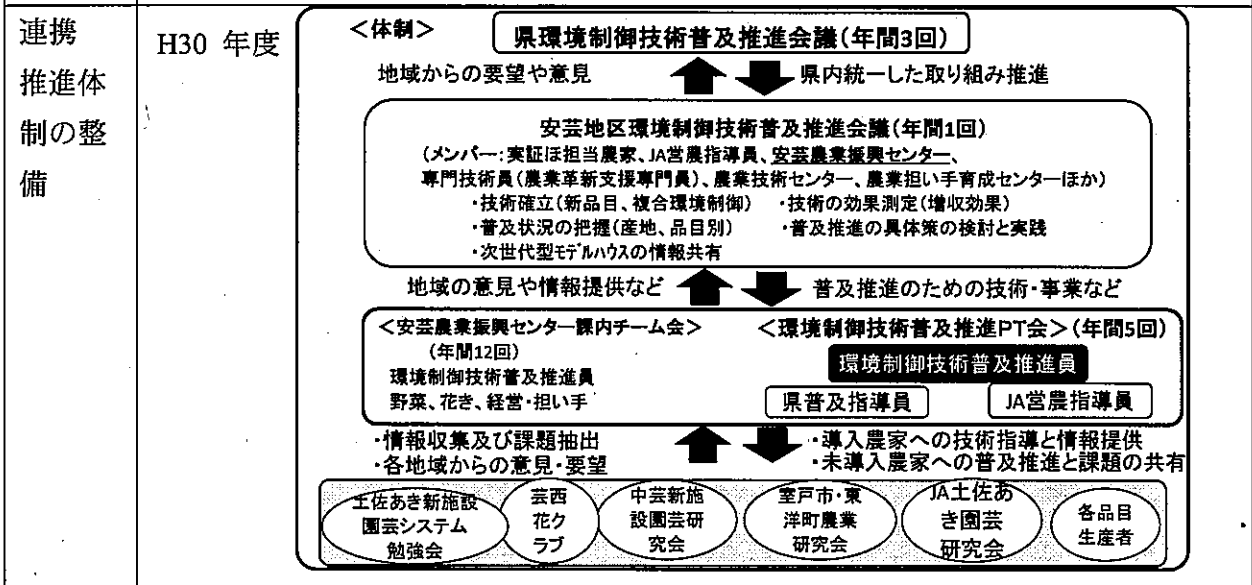 連携
推進体
制の整
備
H30 年度
<体制>
県環境制御技術普及推進会議(年間3回)
地域からの要望や意見
県内統一した取り組み推進
安芸地区環境制御技術普及推進会議(年間1回)
(メンバー:実証ほ担当農家、JA営農指導員、安芸農業振興センター、
専門技術員(農業革新支援専門員)、農業技術センター、農業担い手育成センターほか)
・技術確立(新品目、複合環境制御) ・技術の効果測定(増収効果)
・普及状況の把握(産地、品目別) ・普及推進の具体策の検討と実践
・次世代型モデルハウスの情報共有
地域の意見や情報提供など
普及推進のための技術・事業など
<安芸農業振興センター課内チーム会>
(年間12回)
環境制御技術普及推進員
野菜、花き、経営・担い手
<環境制御技術普及推進PT会>(年間5回)
環境制御技術普及推進員
県普及指導員
JA営農指導員
・情報収集及び課題抽出
・各地域からの意見・要望
・導入農家への技術指導と情報提供
・未導入農家への普及推進と課題の共有
土佐あき新施設
園芸システム
勉強会
芸西
花ク
ラブ
中芸新施
設園芸研
究会
室戸市・東
洋町農業
研究会
JA土佐あ
き園芸
研究会
各品目
生産者